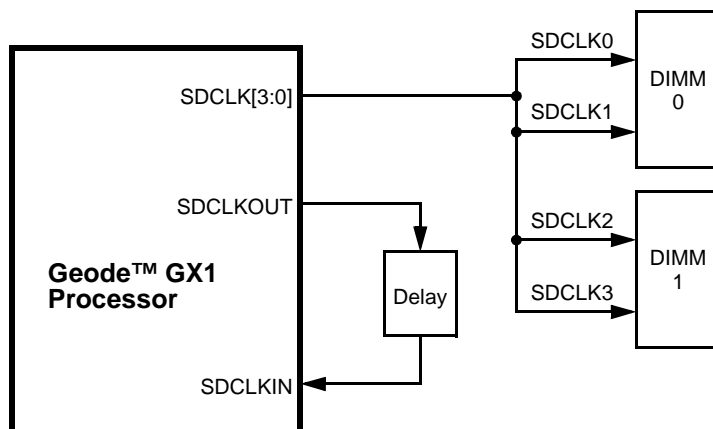 SDCLK[3:0]
SDCLKOUT
Geode™ GX1
Processor
SDCLKIN
Delay
SDCLK0
SDCLK1
DIMM
0
SDCLK2
SDCLK3
DIMM
1